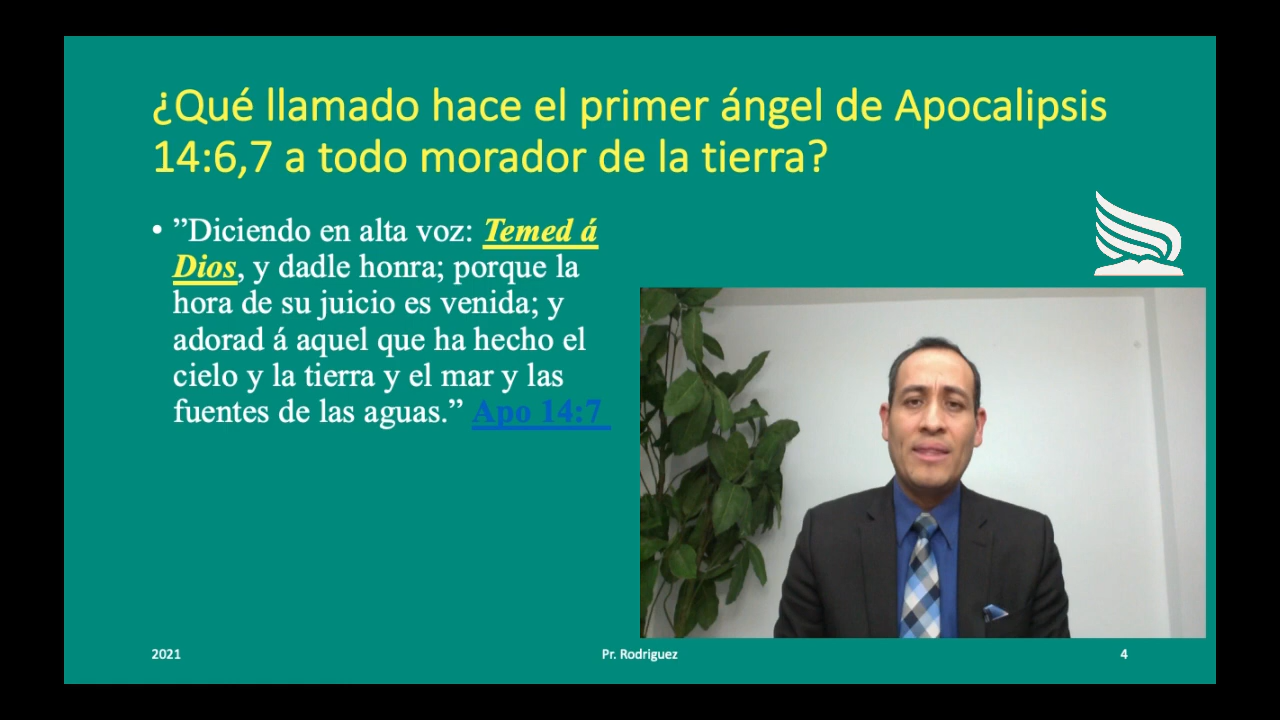 ¿Qué llamado hace el primer ángel de Apocalipsis
14:6,7 a todo morador de la tierra?
• ”Diciendo en alta voz: Temed á
Dios, y dadle honra; porque la
hora de su juicio es venida; y
adorad á aquel que ha hecho el
cielo y la tierra y el mar y las
fuentes de las aguas.” Apo 14:7
2021
Pr. Rodriguez
4